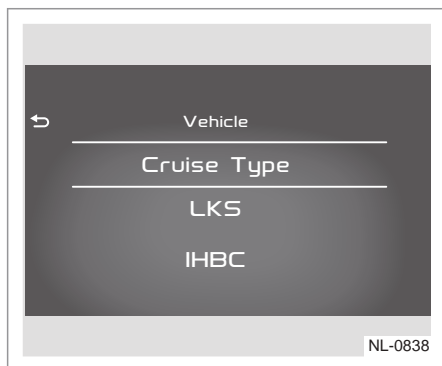 Vehicle
Cruise Type
LKS
IHBC
NL-0838